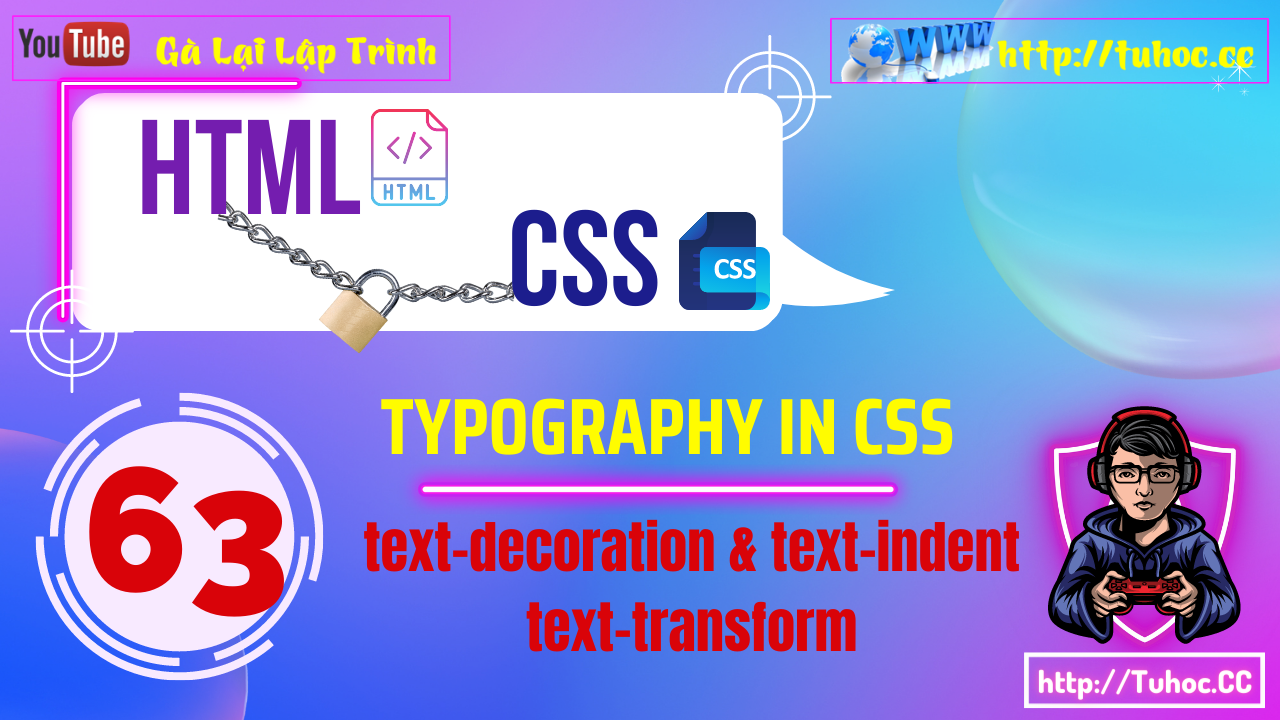 YouTube Gà Lại Lập Trình
WWW http://tuhoc.cc
HTML
</>
HTML
CSS
CSS
63
TYPOGRAPHY IN CSS
text-decoration & text-indent
text-transform
http://Tuhoc.CC